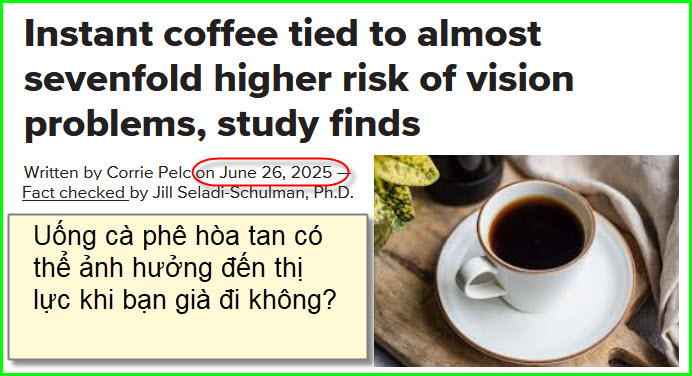 Instant coffee tied to almost
sevenfold higher risk of vision
problems, study finds
Written by Corrie Pelc on June 26, 2025 —
Fact checked by Jill Seladi-Schulman, Ph.D.
Uống cà phê hòa tan có
thể ảnh hưởng đến thị
lực khi bạn già đi không?